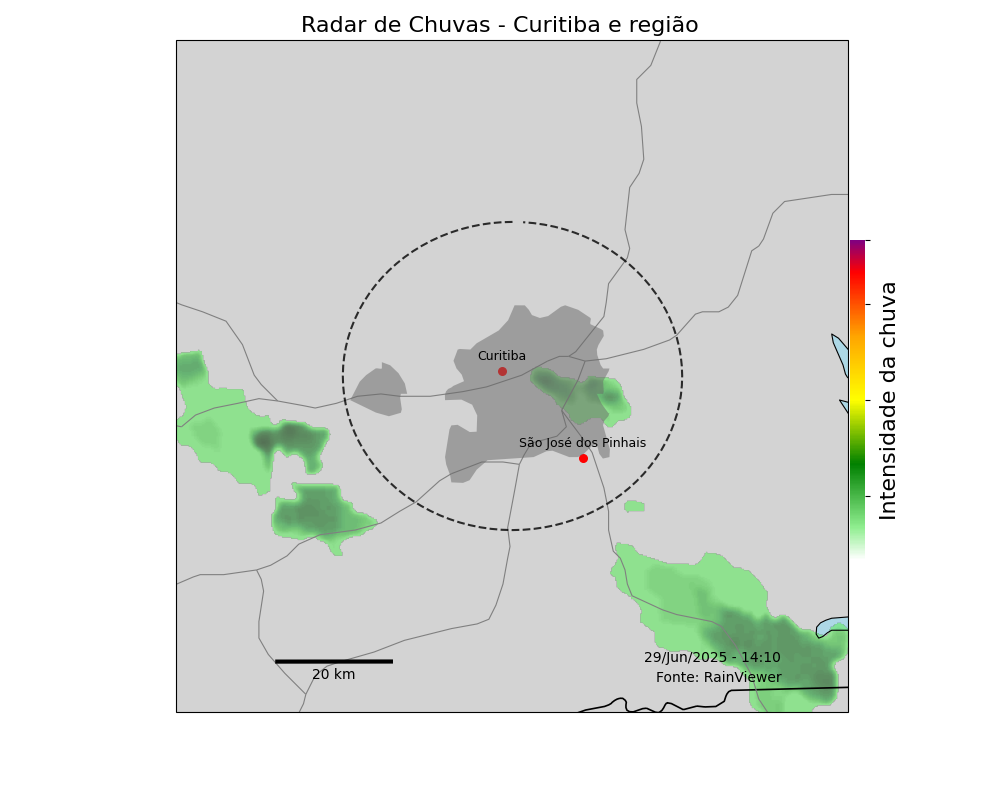 Radar de Chuvas - Curitiba e região
Curitiba
São José dos Pinhais
Intensidade da chuva
29/Jun/2025 - 14:10
20 km
Fonte: RainViewer